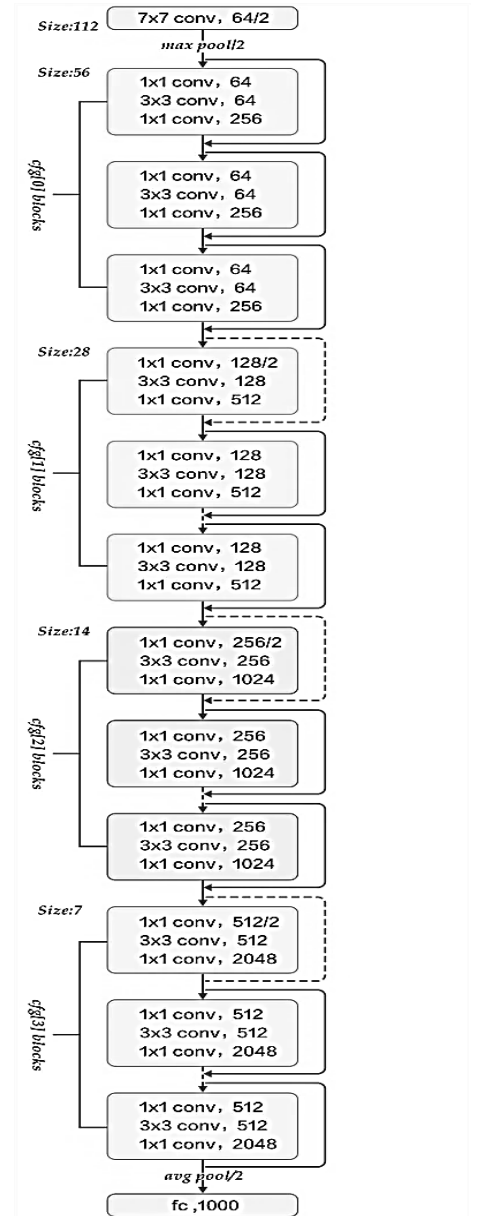 7x7 conv, 64/2
Size:112
max pool/2
Size:56
1x1 conv, 64
3x3 conv, 64
1x1 conv, 256
cfg[0] blocks
1x1 conv, 64
3x3 conv, 64
1x1 conv, 256
1x1 conv, 64
3x3 conv, 64
1x1 conv, 256
Size:28
1x1 conv, 128/2
3x3 conv, 128
1x1 conv, 512
cfg[1] blocks
1x1 conv, 128
3x3 conv, 128
1x1 conv, 512
1x1 conv, 128
3x3 conv, 128
1x1 conv, 512
Size:14
1x1 conv, 256/2
3x3 conv, 256
1x1 conv, 1024
cfg[2] blocks
1x1 conv, 256
3x3 conv, 256
1x1 conv, 1024
1x1 conv, 256
3x3 conv, 256
1x1 conv, 1024
Size:7
1x1 conv, 512/2
3x3 conv, 512
1x1 conv, 2048
cfg[3] blocks
1x1 conv, 512
3x3 conv, 512
1x1 conv, 2048
1x1 conv, 512
3x3 conv, 512
1x1 conv, 2048
avg pool/2
fc ,1000